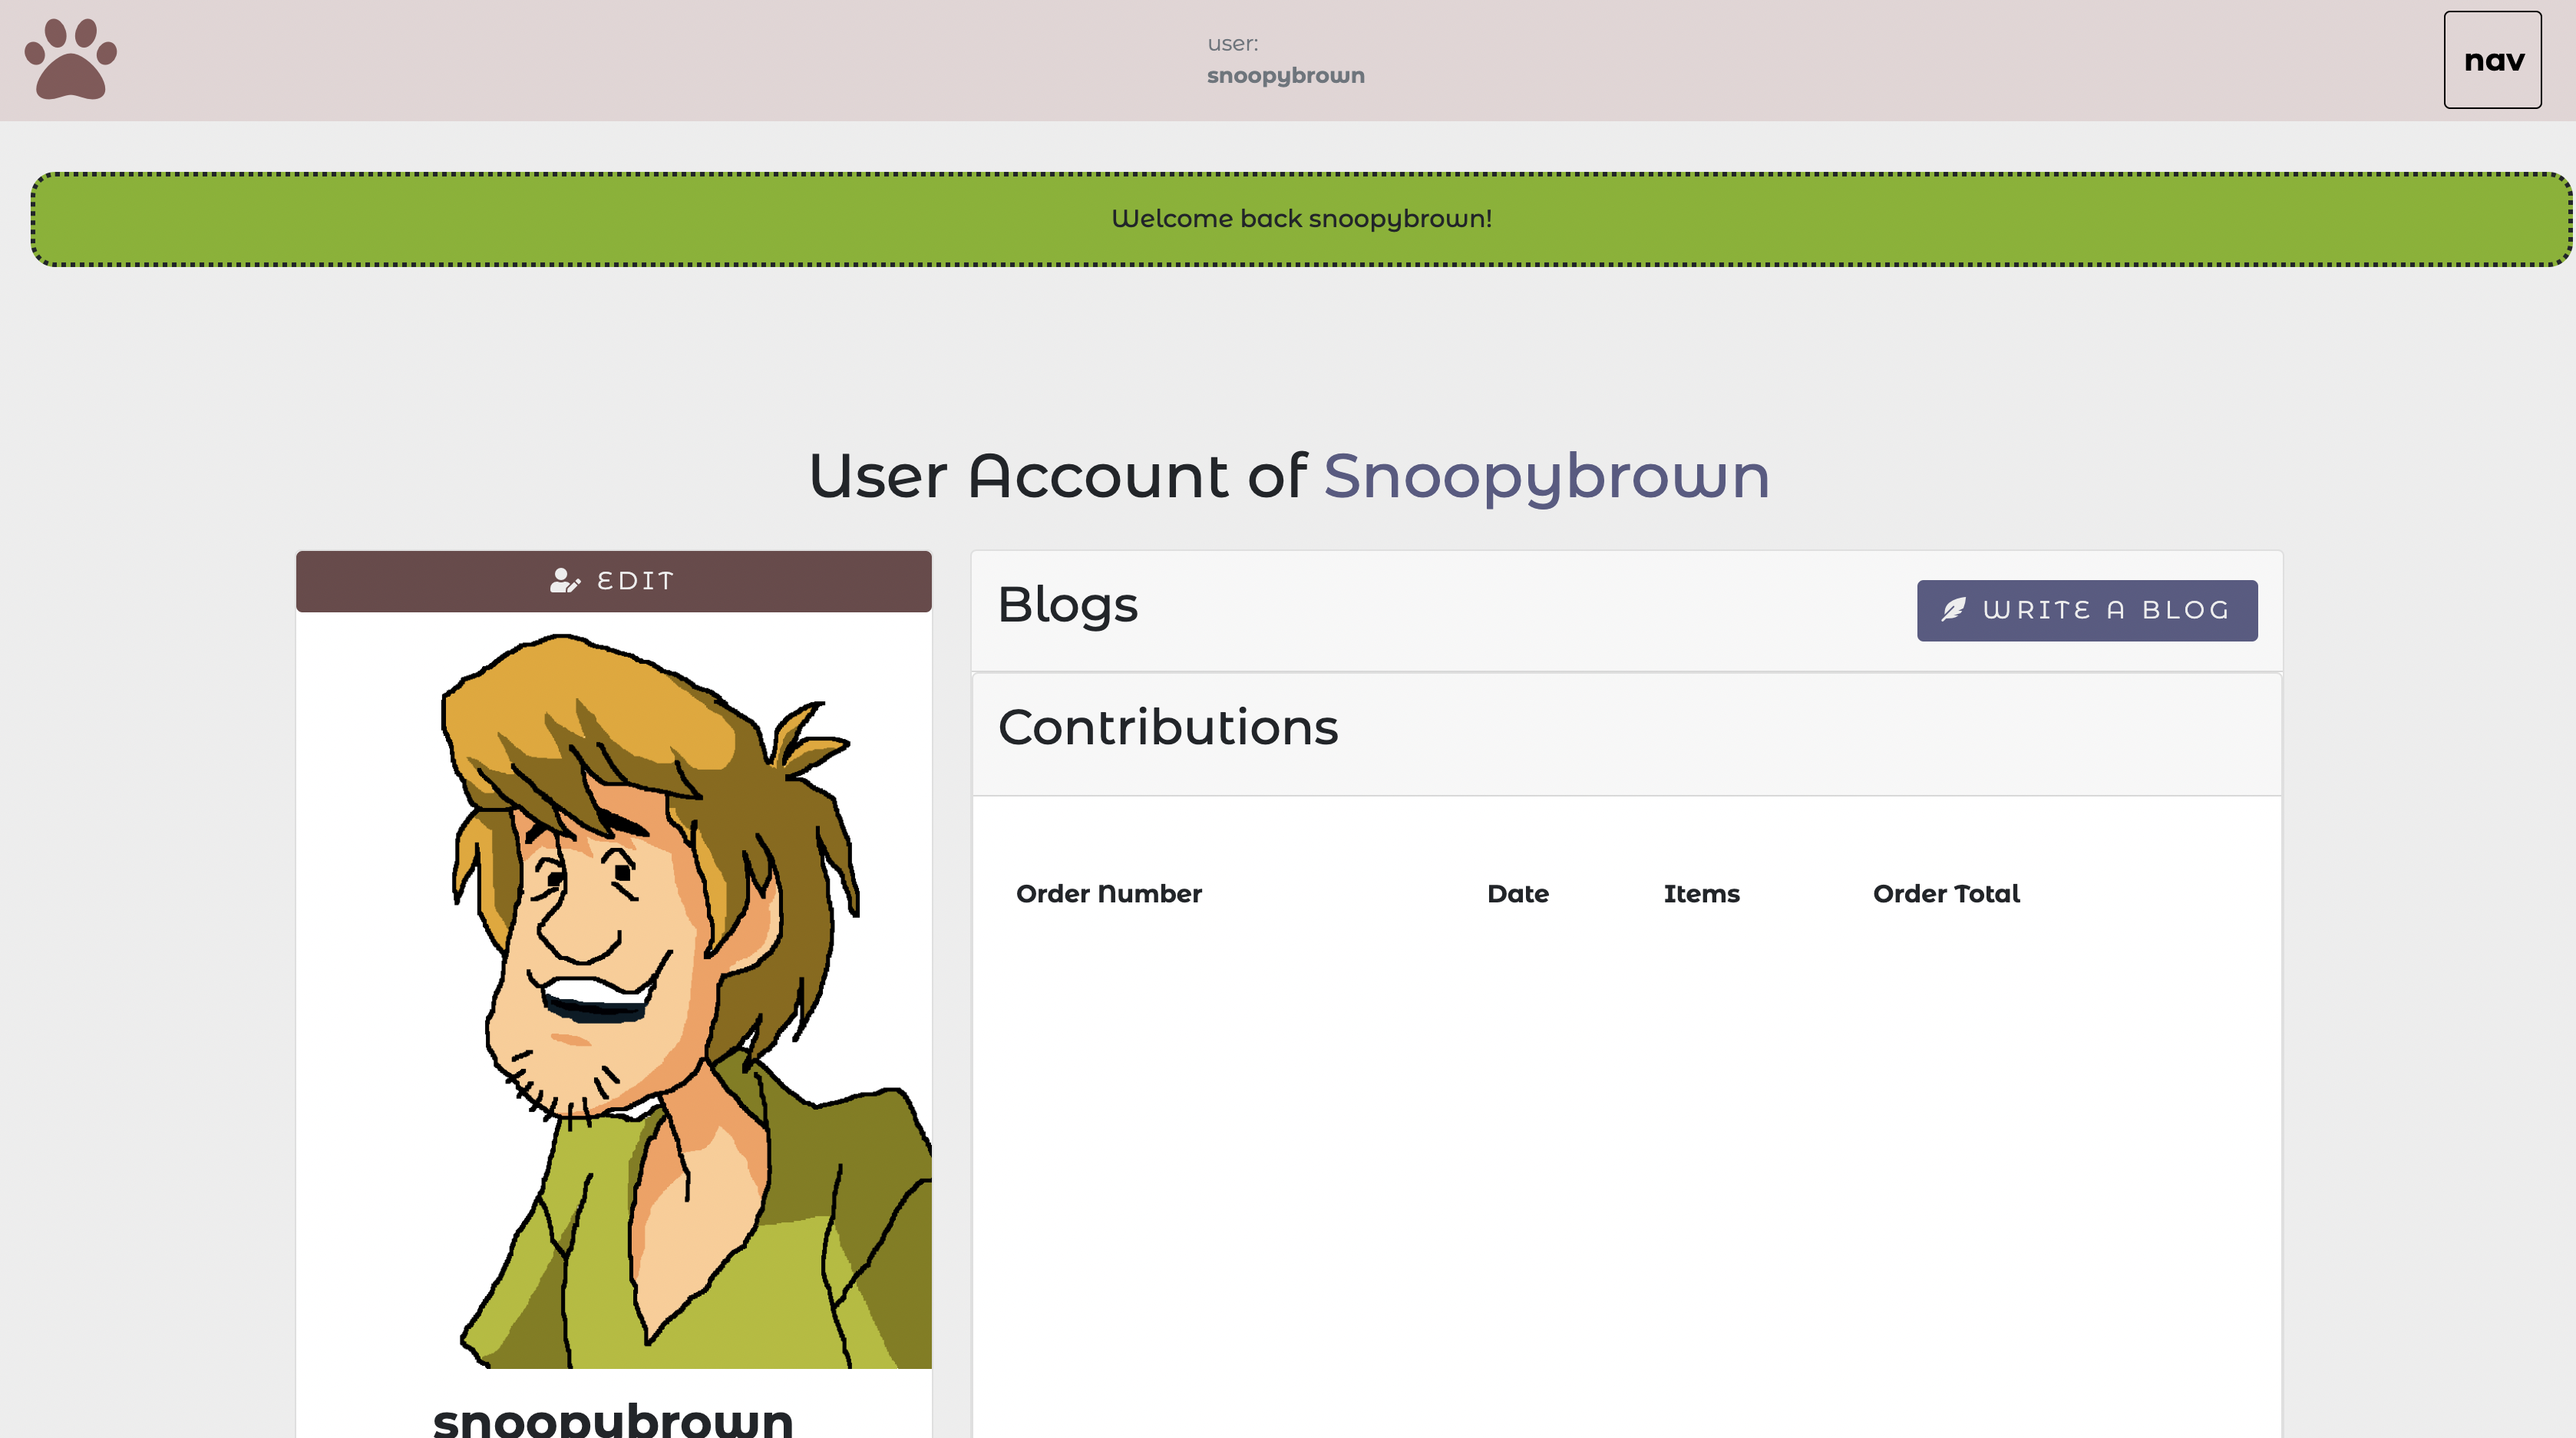 user:
snoopybrown
nav
Welcome back snoopybrown!
User Account of Snoopybrown
EDIT
Blogs
WRITE A BLOG
Contributions
Order Number Date Items Order Total
snoopybrown